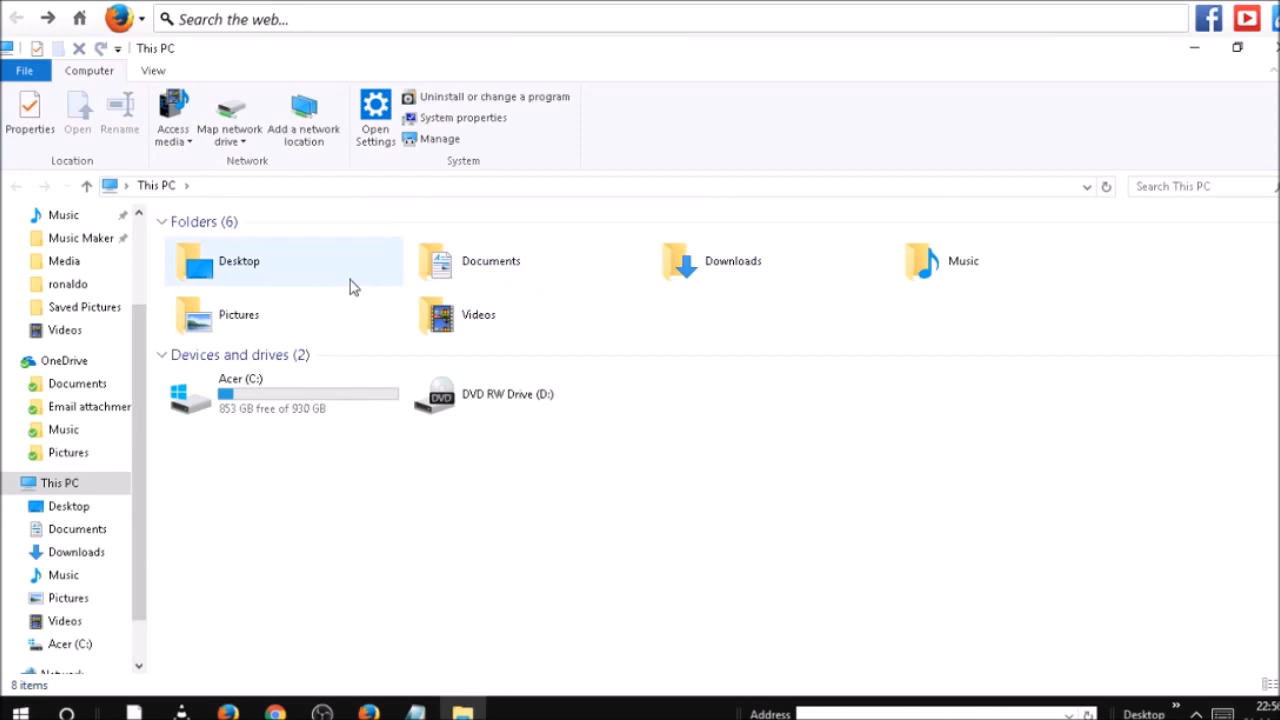 Search the web...
This PC
File Computer View
Properties Open Rename Access media Map network drive Add a network location Open Settings Uninstall or change a program
System properties
Manage
Location Network System
This PC Search This PC
Music
Music Maker
Media
ronaldo
Saved Pictures
Videos
OneDrive
Documents
Email attachmer
Music
Pictures
This PC
Desktop
Documents
Downloads
Music
Pictures
Videos
Acer (C:)
Folders (6)
Desktop Documents Downloads Music
Pictures Videos
Devices and drives (2)
Acer (C:)
853 GB free of 930 GB
DVD
DVD RW Drive (D:)
8 items
Address Desktop